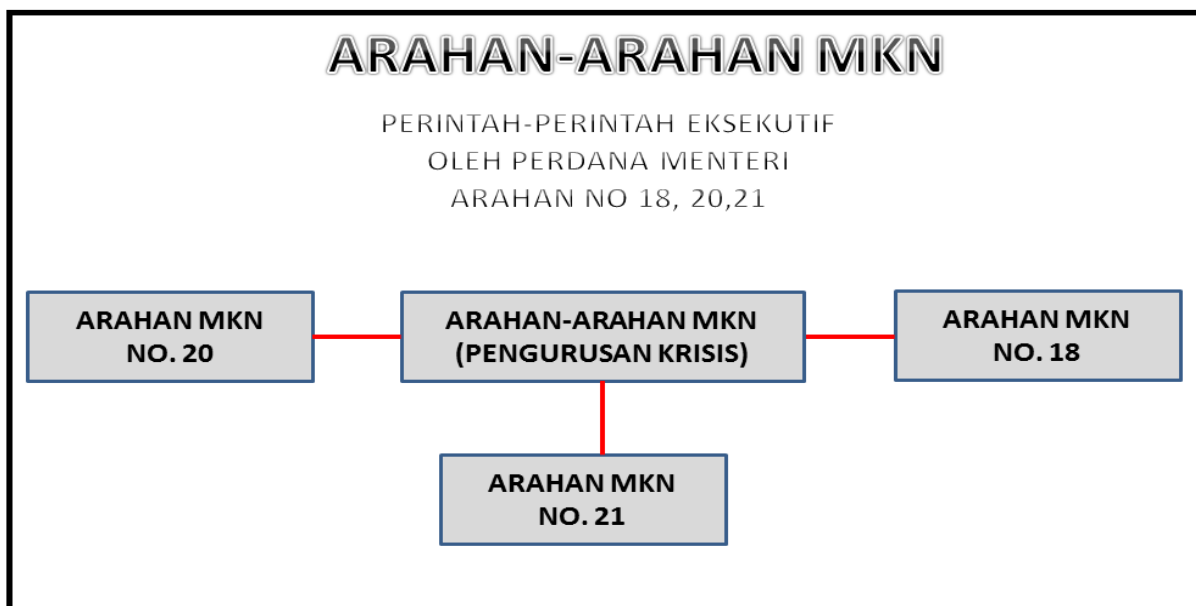 ARAHAN-ARAHAN MKN
PERINTAH-PERINTAH EKSEKUTIF
OLEH PERDANA MENTERI
ARAHAN NO 18, 20,21
ARAHAN MKN
NO. 20
ARAHAN-ARAHAN MKN
(PENGURUSAN KRISIS)
ARAHAN MKN
NO. 18
ARAHAN MKN
NO. 21